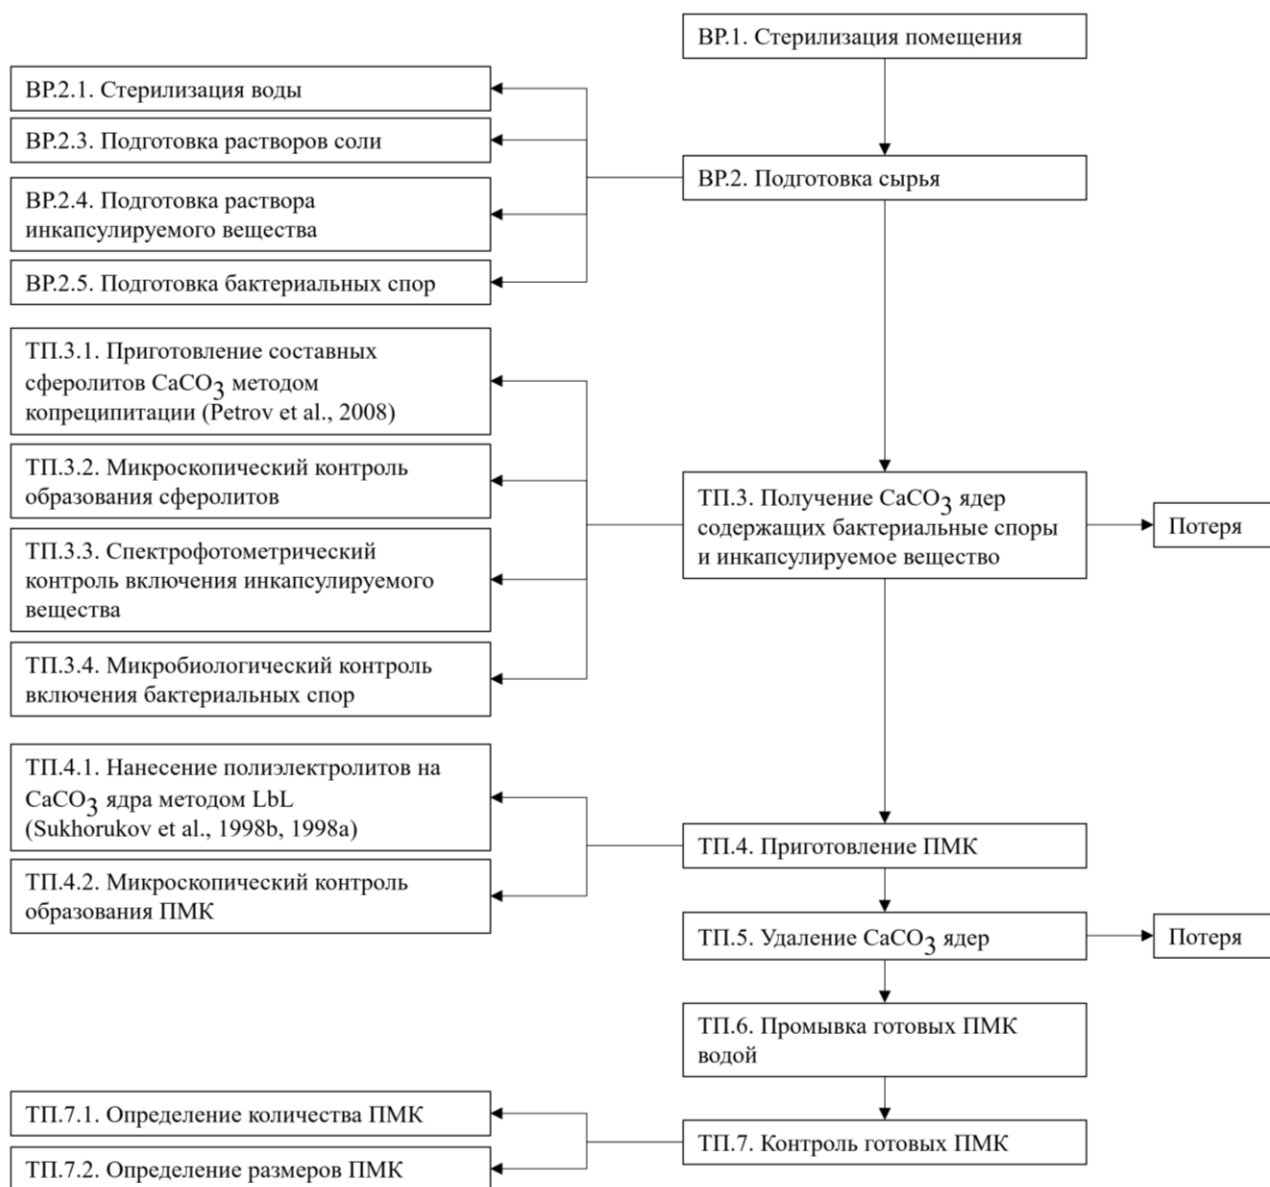 ВР.1. Стерилизация помещения
ВР.2.1. Стерилизация воды
ВР.2.3. Подготовка растворов соли
ВР.2.4. Подготовка раствора
инкапсулируемого вещества
ВР.2.5. Подготовка бактериальных спор
ВР.2. Подготовка сырья
ТП.3.1. Приготовление составных
сферолитов CaCO3 методом
копреципитации (Petrov et al., 2008)
ТП.3.2. Микроскопический контроль
образования сферолитов
ТП.3.3. Спектрофотометрический
контроль включения инкапсулируемого
вещества
ТП.3.4. Микробиологический контроль
включения бактериальных спор
ТП.3. Получение CaCO3 ядер
содержащих бактериальные споры
и инкапсулируемое вещество
Потеря
ТП.4.1. Нанесение полиэлектролитов на
CaCO3 ядра методом LbL
(Sukhorukov et al., 1998b, 1998a)
ТП.4.2. Микроскопический контроль
образования ПМК
ТП.4. Приготовление ПМК
ТП.5. Удаление CaCO3 ядер
Потеря
ТП.6. Промывка готовых ПМК
водой
ТП.7.1. Определение количества ПМК
ТП.7.2. Определение размеров ПМК
ТП.7. Контроль готовых ПМК